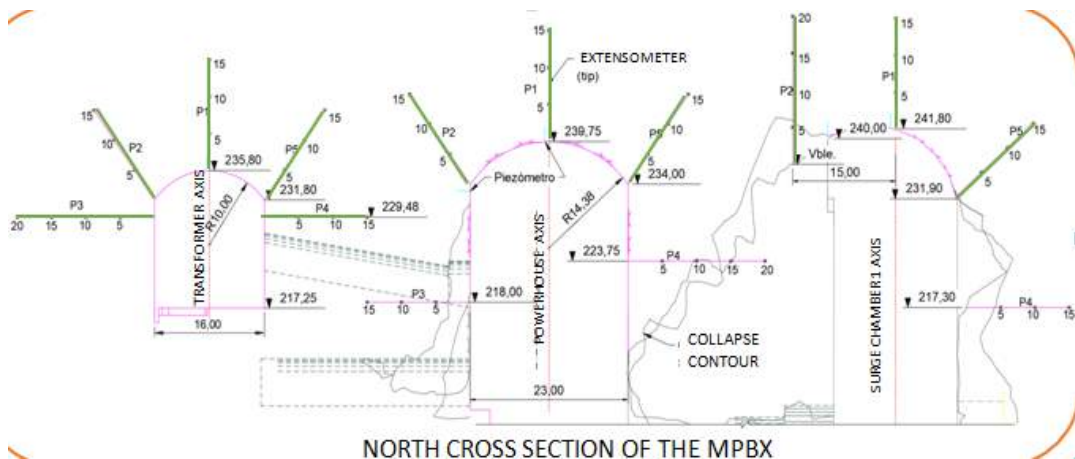 EXTENSOMETER
(tip)
15
10
P1
5
15
10
P1
5
15
10
P2
5
15
10
P5
5
235,80
231,80
P3
20 15 10 5
P4
5 10 15
229,48
R10,00
TRANSFORMER AXIS
217,25
16,00
15
10
P2
5
15
10
P5
5
239,75
Piezómetro
234,00
R14,38
POWERHOUSE AXIS
223,75
P4
5 10 15 20
P3
15 10 5
218,00
23,00
COLLAPSE
CONTOUR
20
15
P2
10
5
Vble.
15,00
15
10
P1
5
240,00
241,80
15
P5
10
5
231,90
SURGE CHAMBER 1 AXIS
217,30
P4
5 10 15
NORTH CROSS SECTION OF THE MPBX